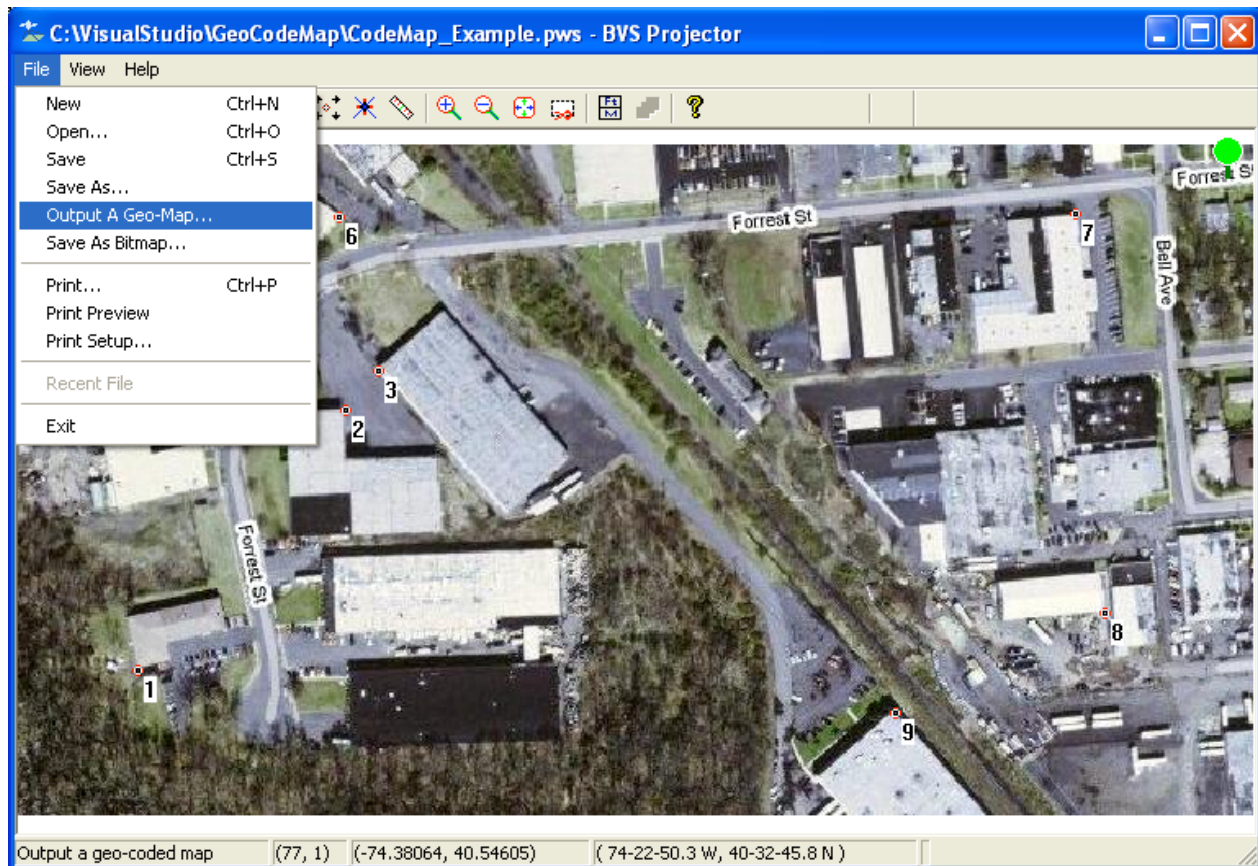 C:\VisualStudio\GeoCodeMap\CodeMap_Example.pws - BVS Projector
File View Help
New Ctrl+N
Open... Ctrl+O
Save Ctrl+S
Save As...
Output A Geo-Map...
Save As Bitmap...
Print... Ctrl+P
Print Preview
Print Setup...
Recent File
Exit
Ft
M
?
Forrest St
Forrest St
6
7
Bell Ave
3
2
Forrest St
8
1
9
Output a geo-coded map (77, 1) (-74.38064, 40.54605) ( 74-22-50.3 W, 40-32-45.8 N )